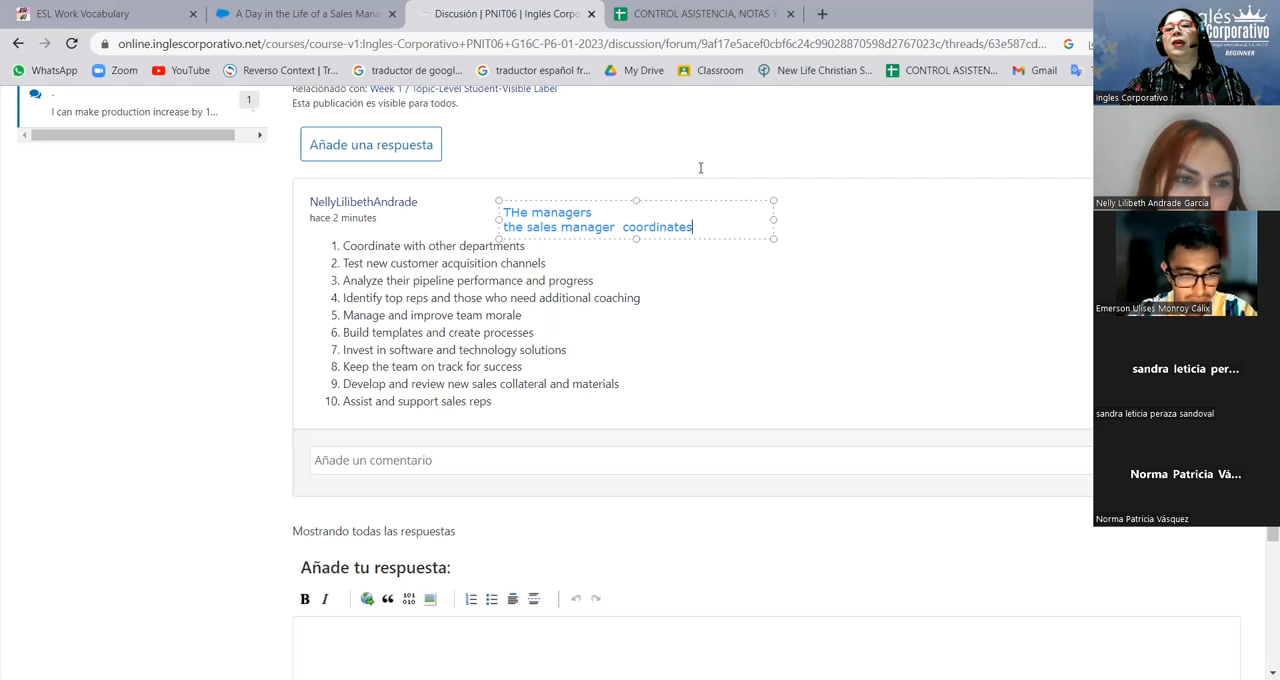 ESL Work Vocabulary
A Day in the Life of a Sales Mana
Discusión | PNIT06 | Inglés Corpo
CONTROL ASISTENCIA, NOTAS Y
online.inglescorporativo.net/courses/course-v1:Ingles-Corporativo+PNIT06+G16C-P6-01-2023/discussion/forum/9af17e5acef0cbf6c24c99028870598d2767023c/threads/63e587cd...
WhatsApp
Zoom
YouTube
Reverso Context | Tr...
traductor de googl...
traductor español fr...
My Drive
Classroom
New Life Christian S...
CONTROL ASISTEN...
Gmail
I can make production increase by 1...
1
Relacionado con: Week 1 / Topic-Level Student-Visible Label
Esta publicación es visible para todos.
Añade una respuesta
NellyLilibethAndrade
hace 2 minutes
THe managers
the sales manager coordinates
1. Coordinate with other departments
2. Test new customer acquisition channels
3. Analyze their pipeline performance and progress
4. Identify top reps and those who need additional coaching
5. Manage and improve team morale
6. Build templates and create processes
7. Invest in software and technology solutions
8. Keep the team on track for success
9. Develop and review new sales collateral and materials
10. Assist and support sales reps
Añade un comentario
Mostrando todas las respuestas
Añade tu respuesta:
B I
101
010
glés
Corporativo
BEGINNER
Ingles Corporativo
Nelly Lilibeth Andrade García
Emerson Ulises Monroy Cálix
sandra leticia per...
sandra leticia peraza sandoval
Norma Patricia Vá...
Norma Patricia Vásquez